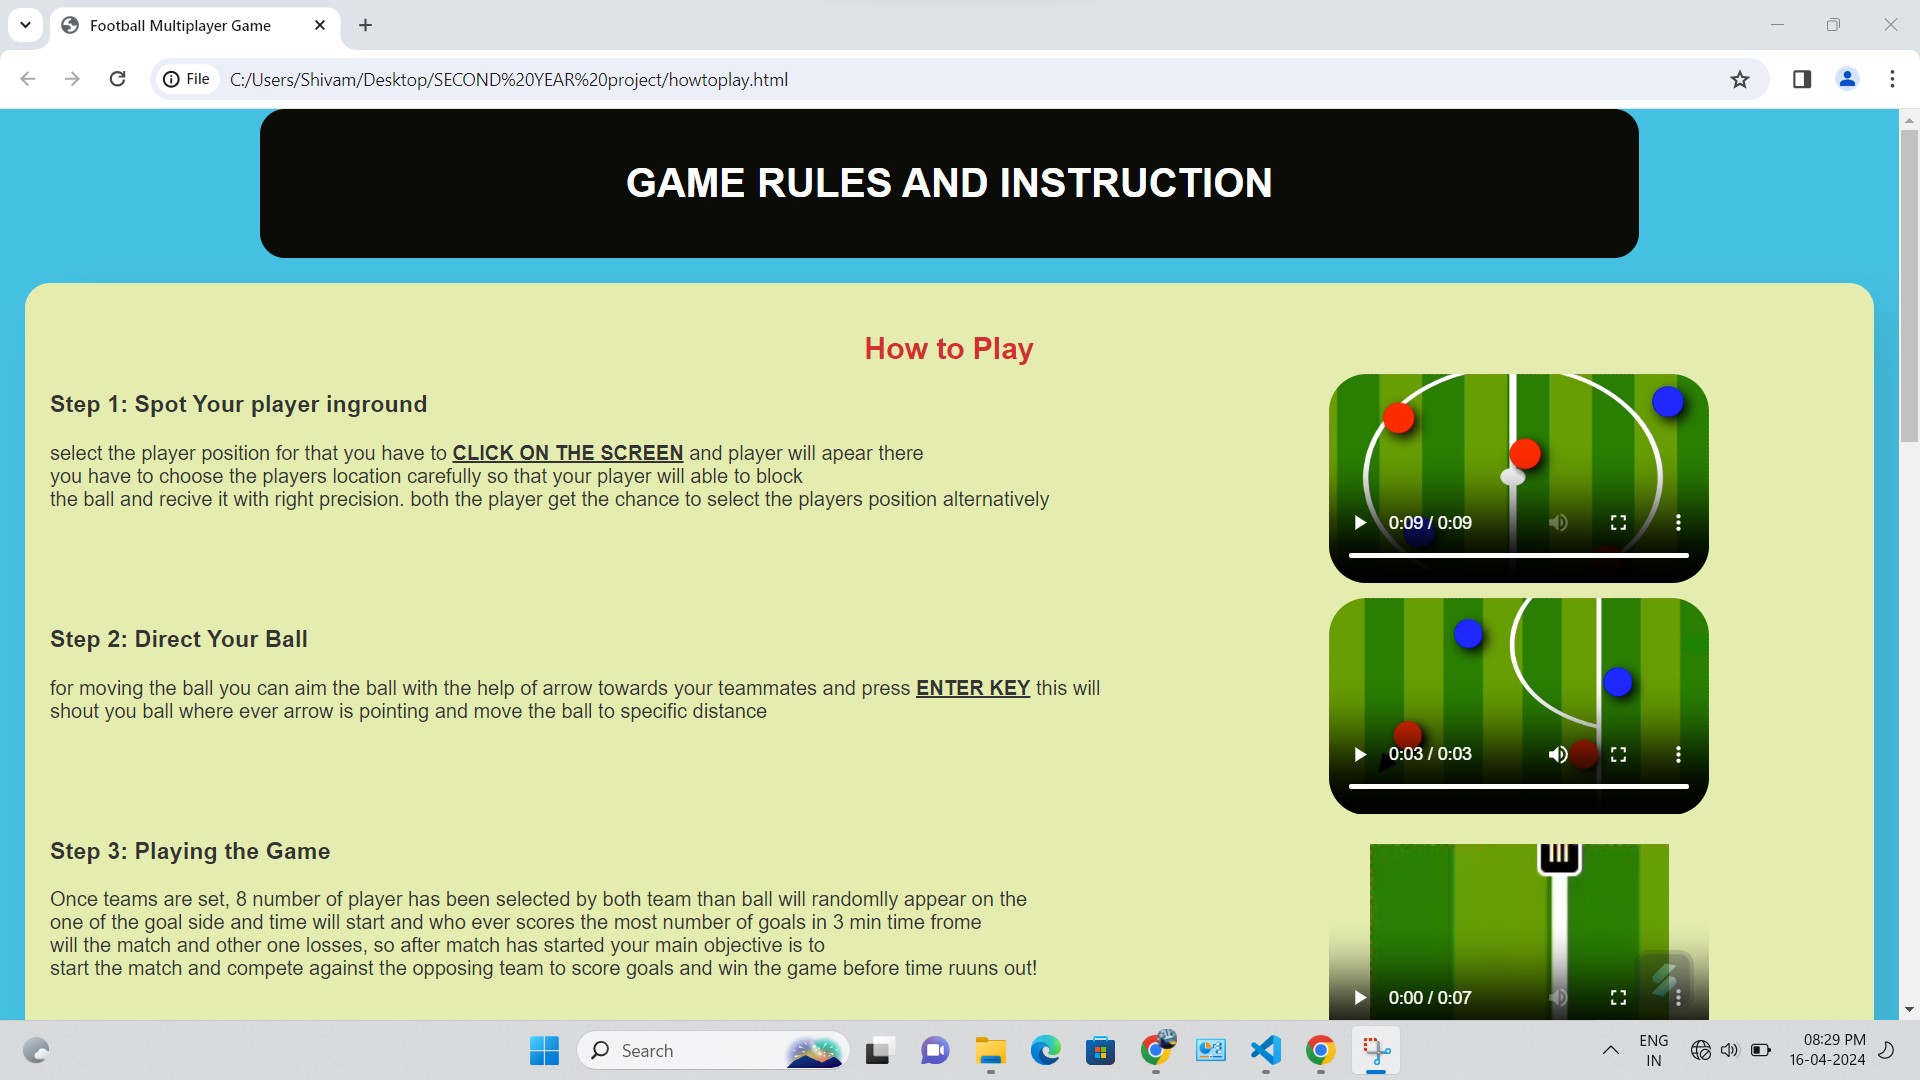 Football Multiplayer Game
File
C:/Users/Shivam/Desktop/SECOND%20YEAR%20project/howtoplay.html
GAME RULES AND INSTRUCTION
How to Play
Step 1: Spot Your player inground
select the player position for that you have to CLICK ON THE SCREEN and player will apear there
you have to choose the players location carefully so that your player will able to block
the ball and recive it with right precision. both the player get the chance to select the players position alternatively
0:09 / 0:09
Step 2: Direct Your Ball
for moving the ball you can aim the ball with the help of arrow towards your teammates and press ENTER KEY this will
shout you ball where ever arrow is pointing and move the ball to specific distance
0:03 / 0:03
Step 3: Playing the Game
Once teams are set, 8 number of player has been selected by both team than ball will randomlly appear on the
one of the goal side and time will start and who ever scores the most number of goals in 3 min time frome
will the match and other one losses, so after match has started your main objective is to
start the match and compete against the opposing team to score goals and win the game before time ruuns out!
0:00 / 0:07
Search
ENG
IN
08:29 PM
16-04-2024